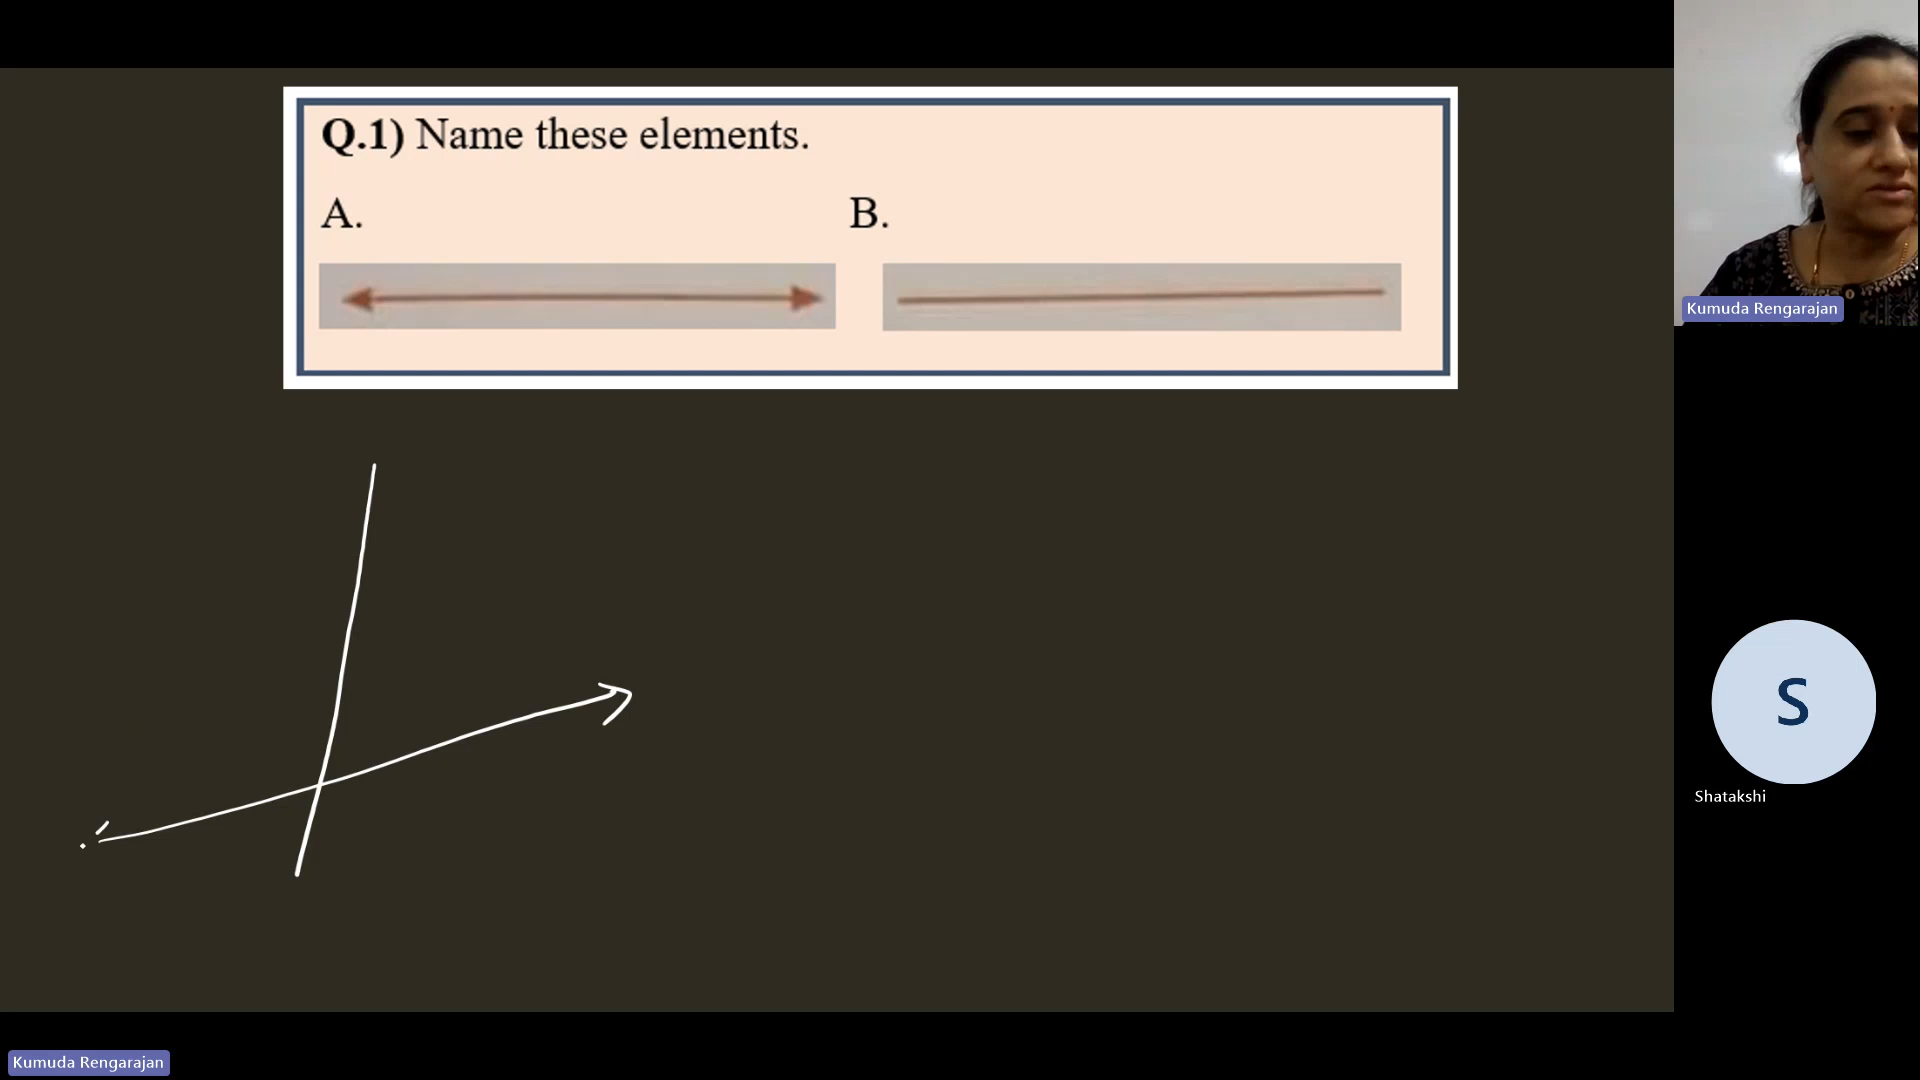 Q.1) Name these elements.
A. B.
Kumuda Rengarajan
S
Shatakshi
Kumuda Rengarajan